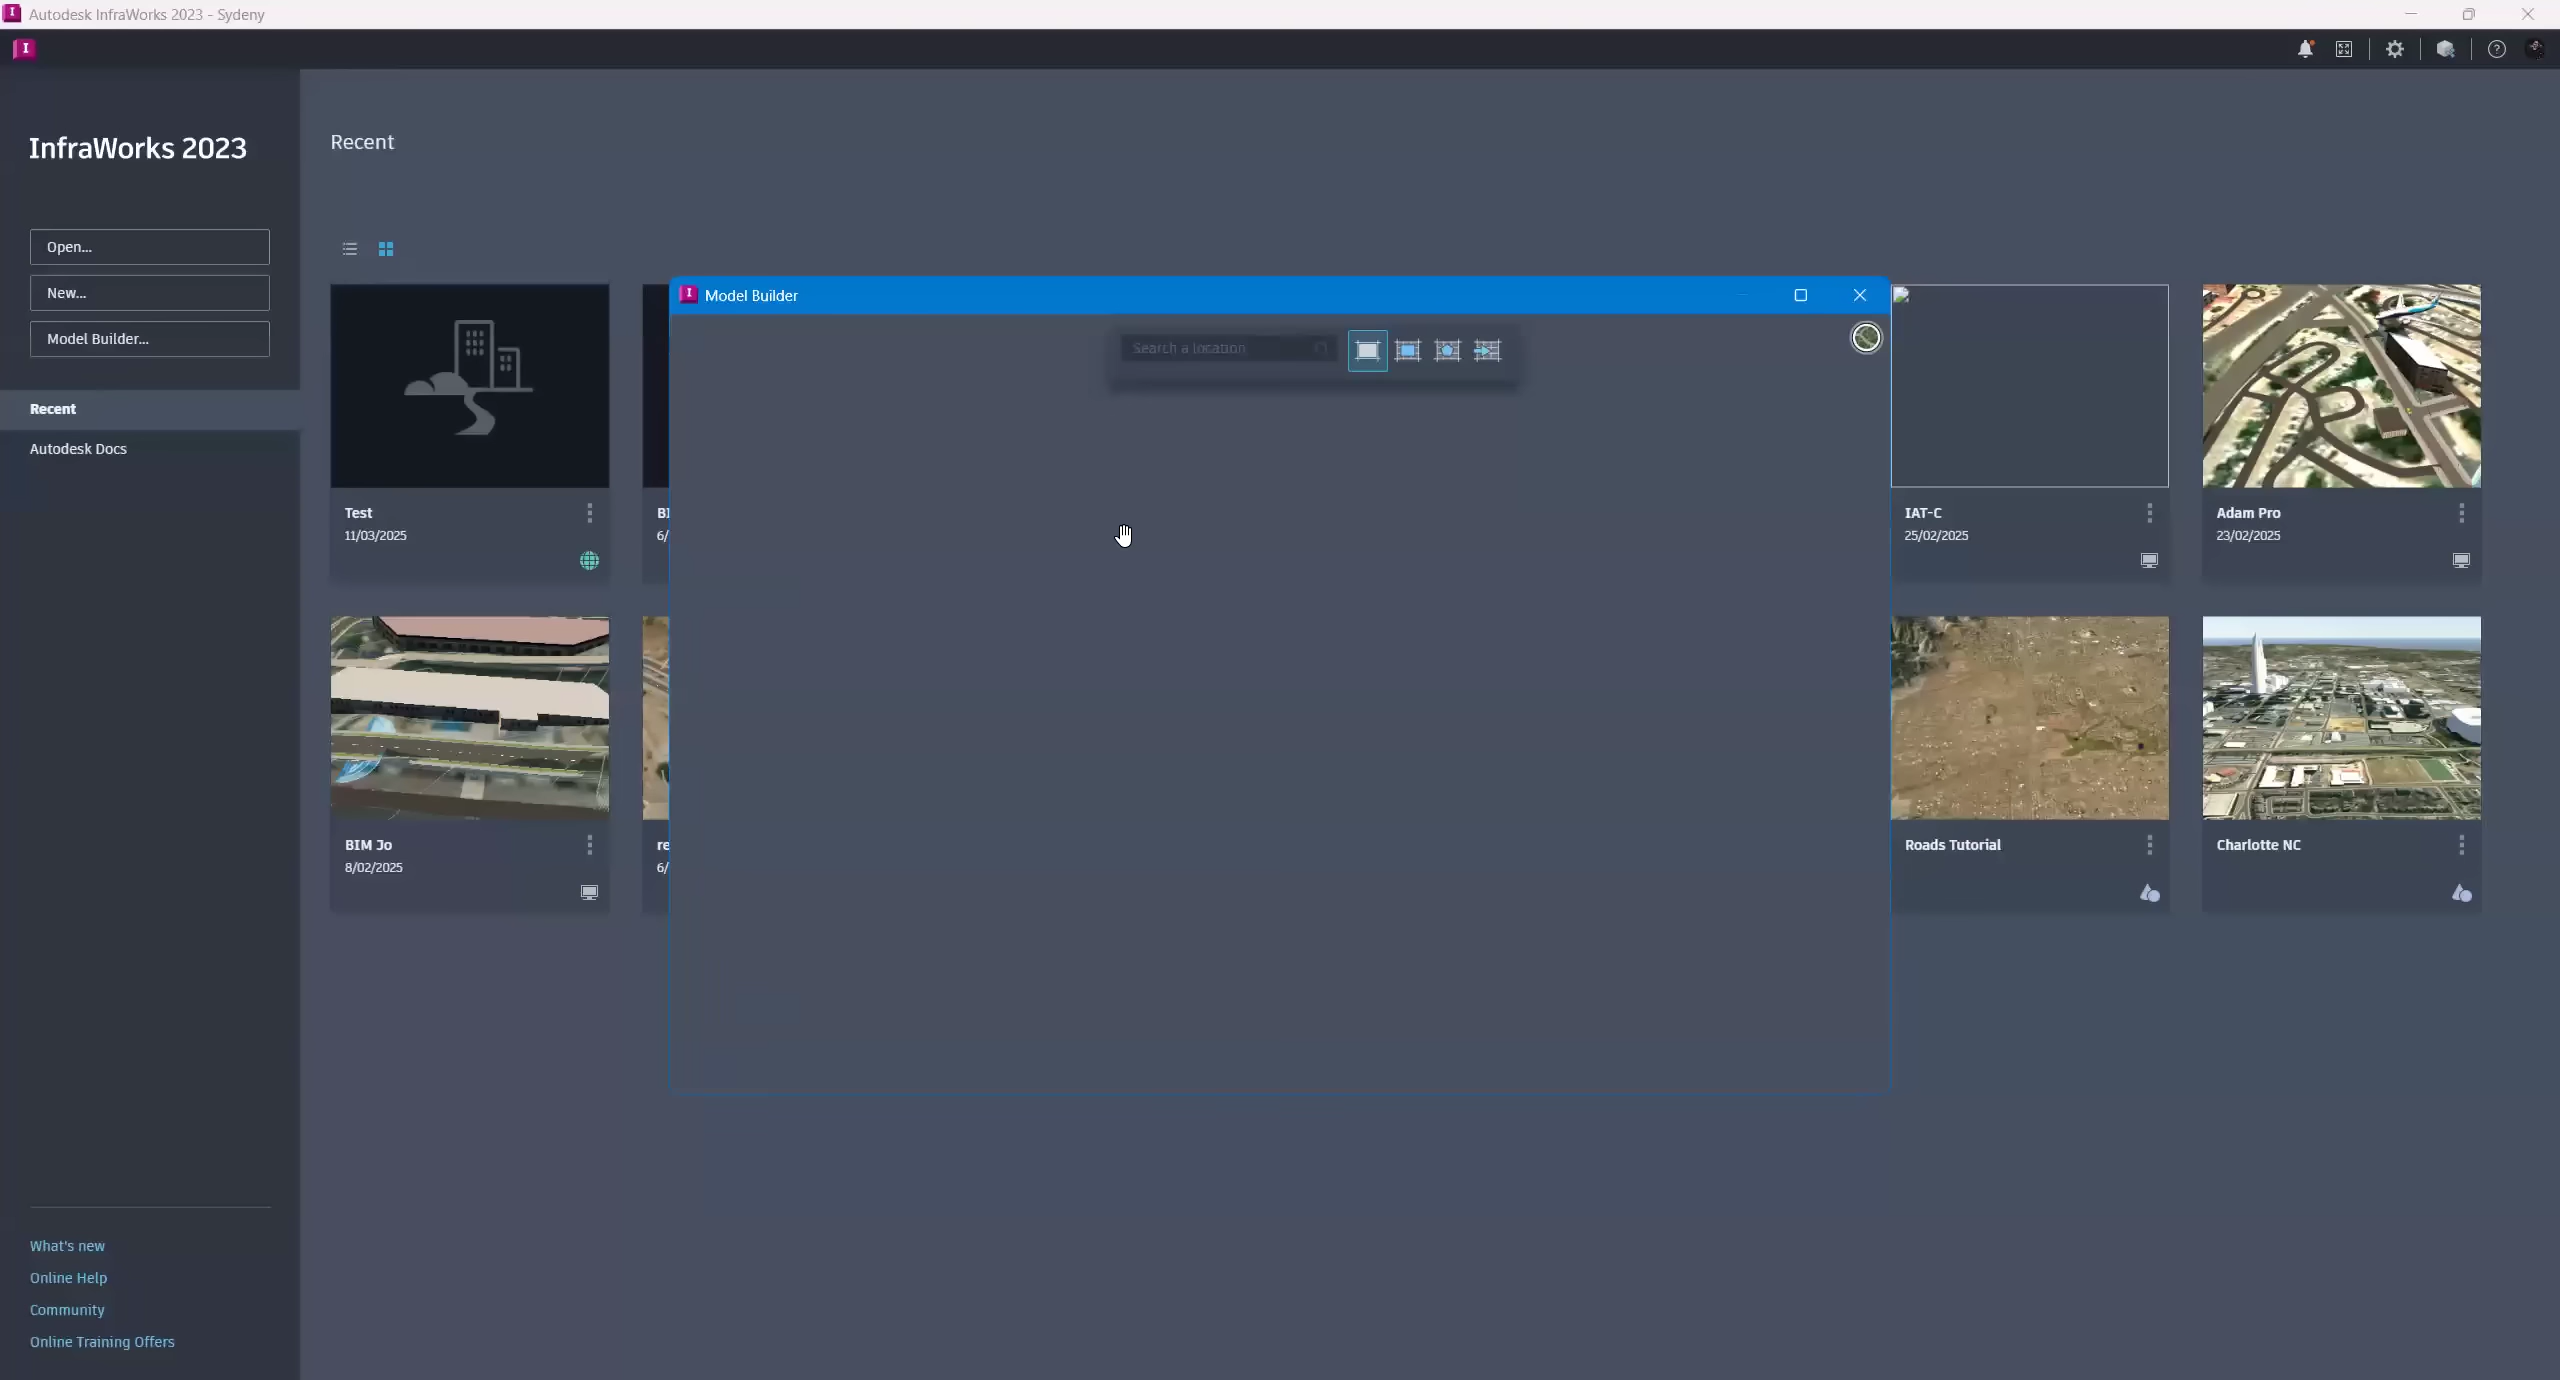 Autodesk InfraWorks 2023 - Sydeny
InfraWorks 2023
Open...
New...
Model Builder...
Recent
Autodesk Docs
What's new
Online Help
Community
Online Training Offers
Recent
Test
11/03/2025
IAT-C
25/02/2025
Adam Pro
23/02/2025
BIM Jo
8/02/2025
Roads Tutorial
Charlotte NC
Model Builder
Search a location